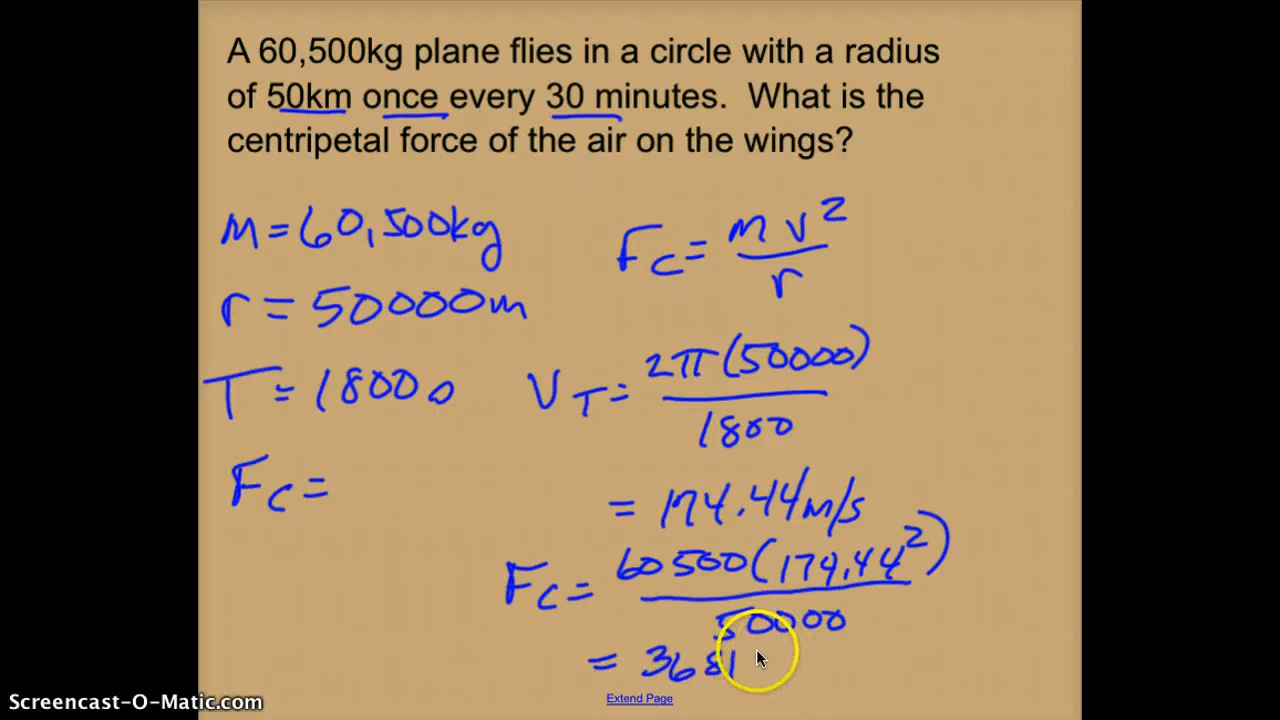 A 60,500kg plane flies in a circle with a radius
of 50km once every 30 minutes. What is the
centripetal force of the air on the wings?
m = 60,500kg
r = 50000m
T = 1800s
Fc =
Fc = mv²/r
VT = 2π(50000)/1800
= 174.44m/s
Fc = 60500(174.44²)/50000
= 3681
Extend Page
Screencast-O-Matic.com